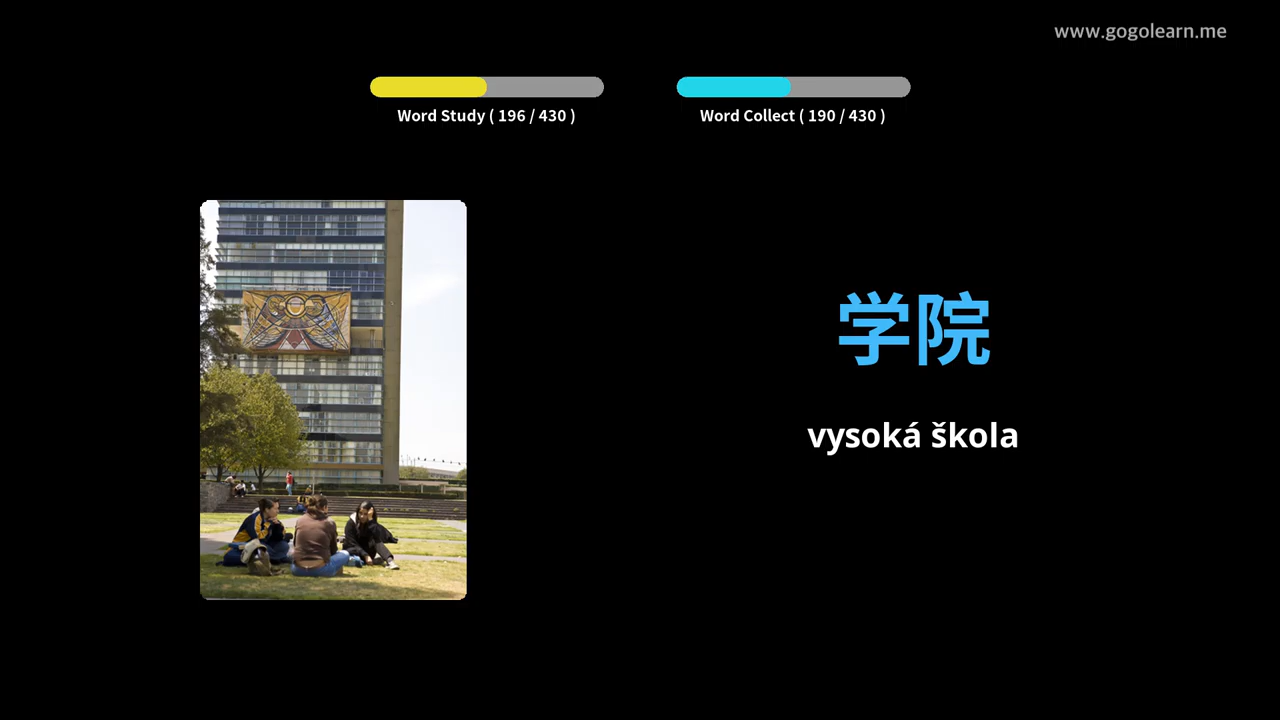 www.gogolearn.me
Word Study ( 196 / 430 )
Word Collect ( 190 / 430 )
学院
vysoká škola